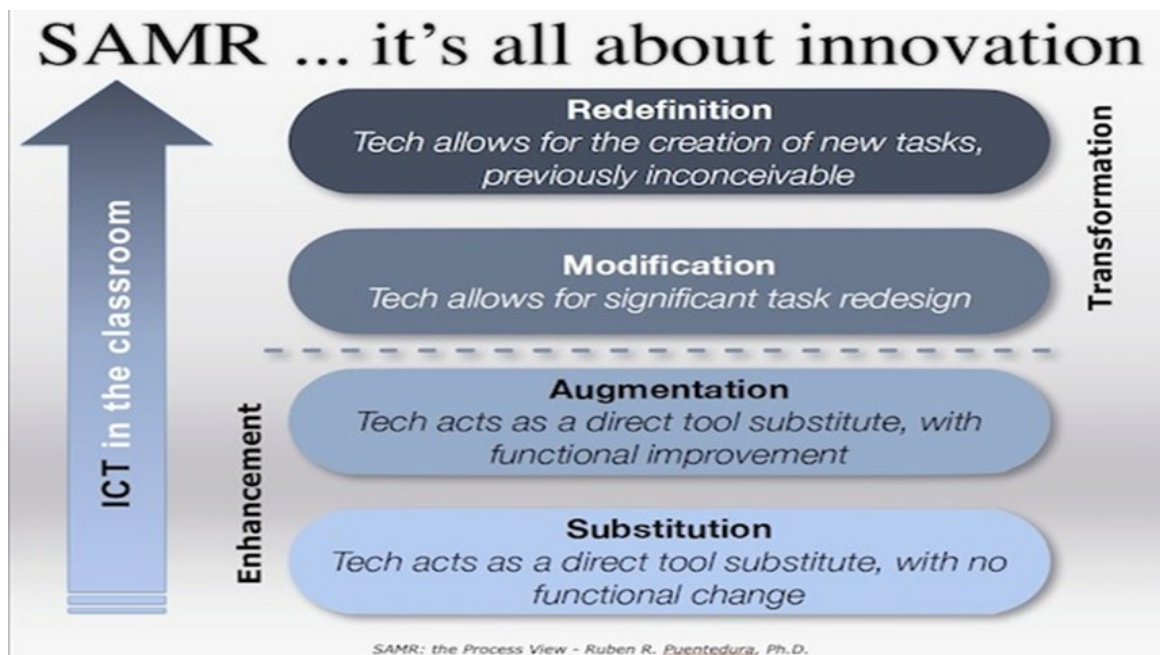 SAMR ... it's all about innovation
Redefinition
Tech allows for the creation of new tasks,
previously inconceivable
Transformation
Modification
Tech allows for significant task redesign
ICT in the classroom
Augmentation
Tech acts as a direct tool substitute, with
functional improvement
Enhancement
Substitution
Tech acts as a direct tool substitute, with no
functional change
SAMR: the Process View - Ruben R. Puentedura, Ph.D.